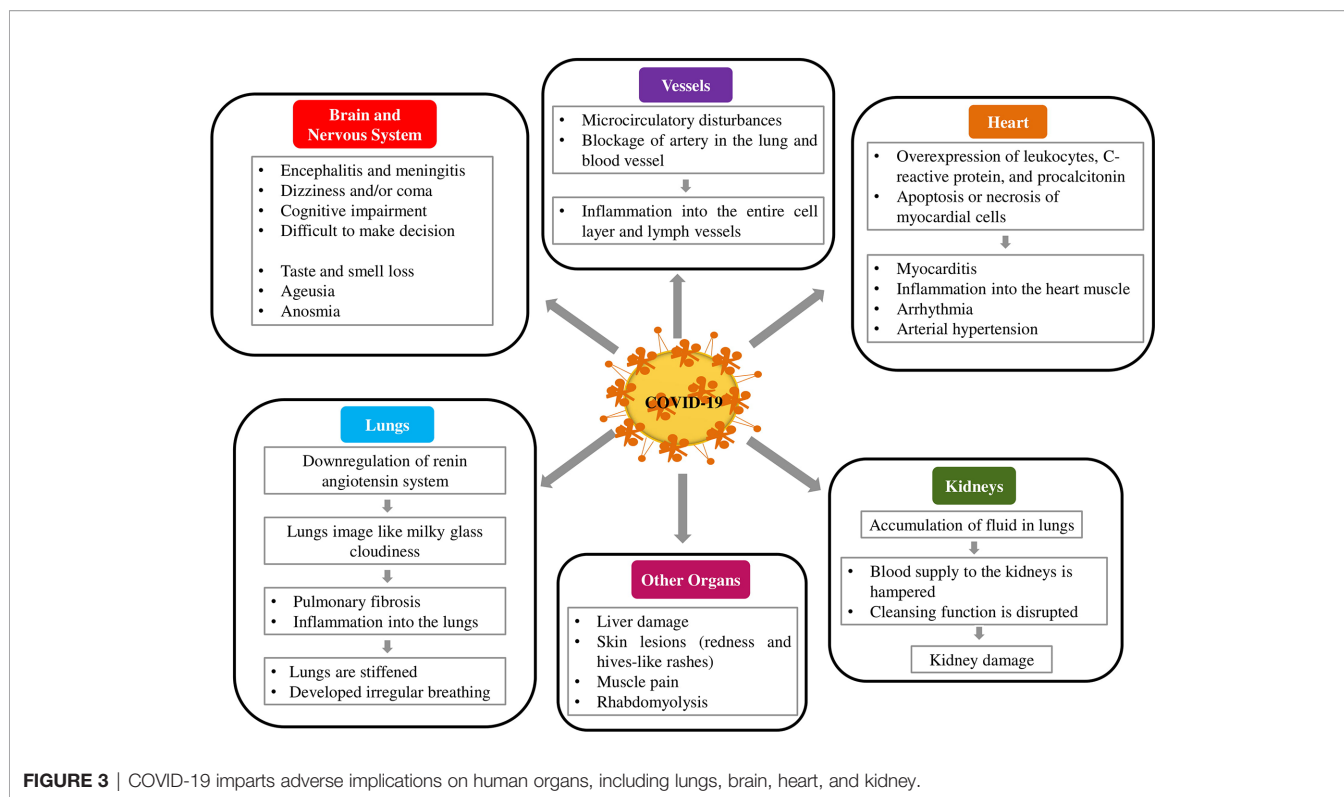 Brain and
Nervous System
• Encephalitis and meningitis
• Dizziness and/or coma
• Cognitive impairment
• Difficult to make decision
• Taste and smell loss
• Ageusia
• Anosmia
Vessels
• Microcirculatory disturbances
• Blockage of artery in the lung and
blood vessel
• Inflammation into the entire cell
layer and lymph vessels
Heart
• Overexpression of leukocytes, C-
reactive protein, and procalcitonin
• Apoptosis or necrosis of
myocardial cells
• Myocarditis
• Inflammation into the heart muscle
• Arrhythmia
• Arterial hypertension
COVID-19
Lungs
Downregulation of renin
angiotensin system
Lungs image like milky glass
cloudiness
• Pulmonary fibrosis
• Inflammation into the lungs
• Lungs are stiffened
• Developed irregular breathing
Other Organs
• Liver damage
• Skin lesions (redness and
hives-like rashes)
• Muscle pain
• Rhabdomyolysis
Kidneys
Accumulation of fluid in lungs
• Blood supply to the kidneys is
hampered
• Cleansing function is disrupted
Kidney damage
FIGURE 3 | COVID-19 imparts adverse implications on human organs, including lungs, brain, heart, and kidney.